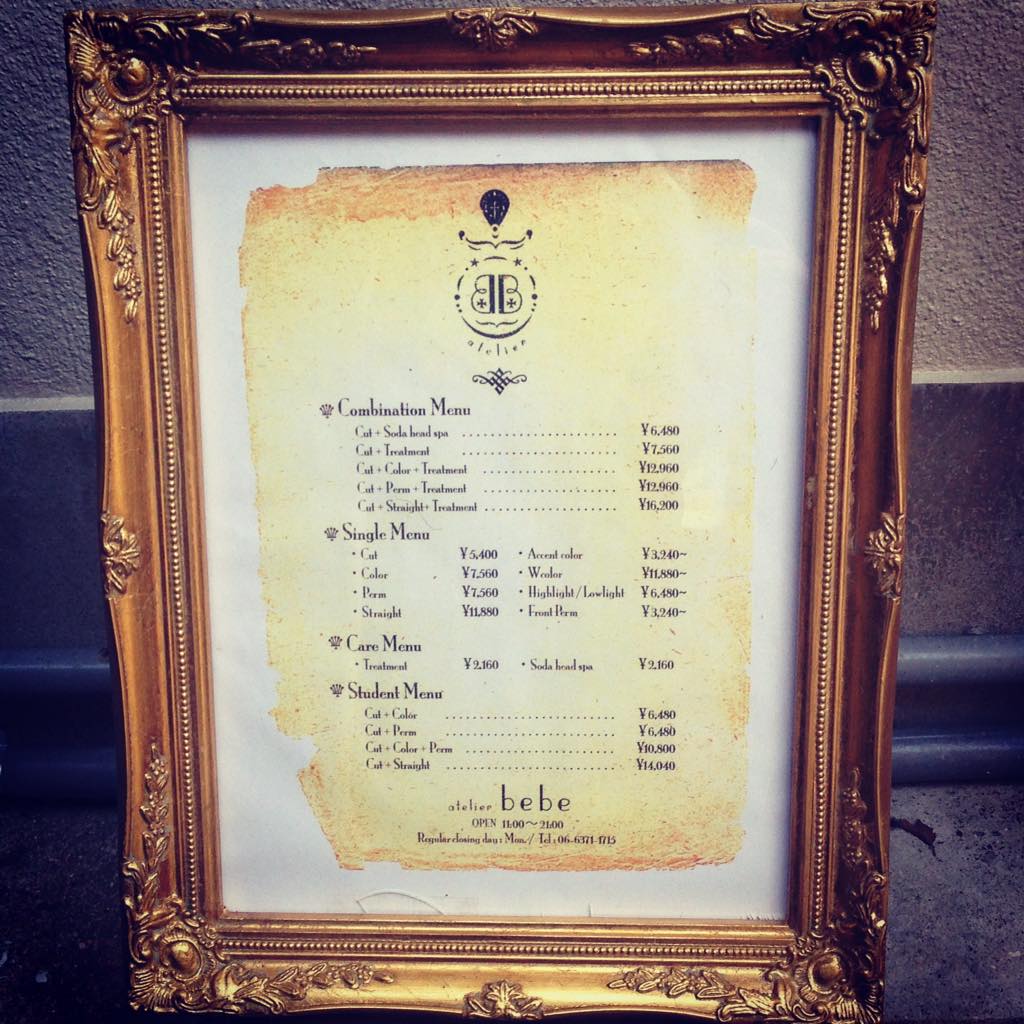 BB
atelier
Combination Menu
Cut + Soda head spa ........................ ¥6,480
Cut + Treatment ........................ ¥7,560
Cut + Color + Treatment ..................... ¥12,960
Cut + Perm + Treatment ..................... ¥12,960
Cut + Straight+ Treatment ..................... ¥16,200
Single Menu
・Cut ¥5,400 ・Accent color ¥3,240~
・Color ¥7,560 ・Wcolor ¥11,880~
・Perm ¥7,560 ・Highlight/Lowlight ¥6,480~
・Straight ¥11,880 ・Front Perm ¥3,240~
Care Menu
・Treatment ¥2,160 ・Soda head spa ¥2,160
Student Menu
Cut + Color .......................... ¥6,480
Cut + Perm .......................... ¥6,480
Cut + Color + Perm ....................... ¥10,800
Cut + Straight .......................... ¥14,040
atelier bebe
OPEN 11:00〜21:00
Regular closing day : Mon. / Tel : 06-6371-1715